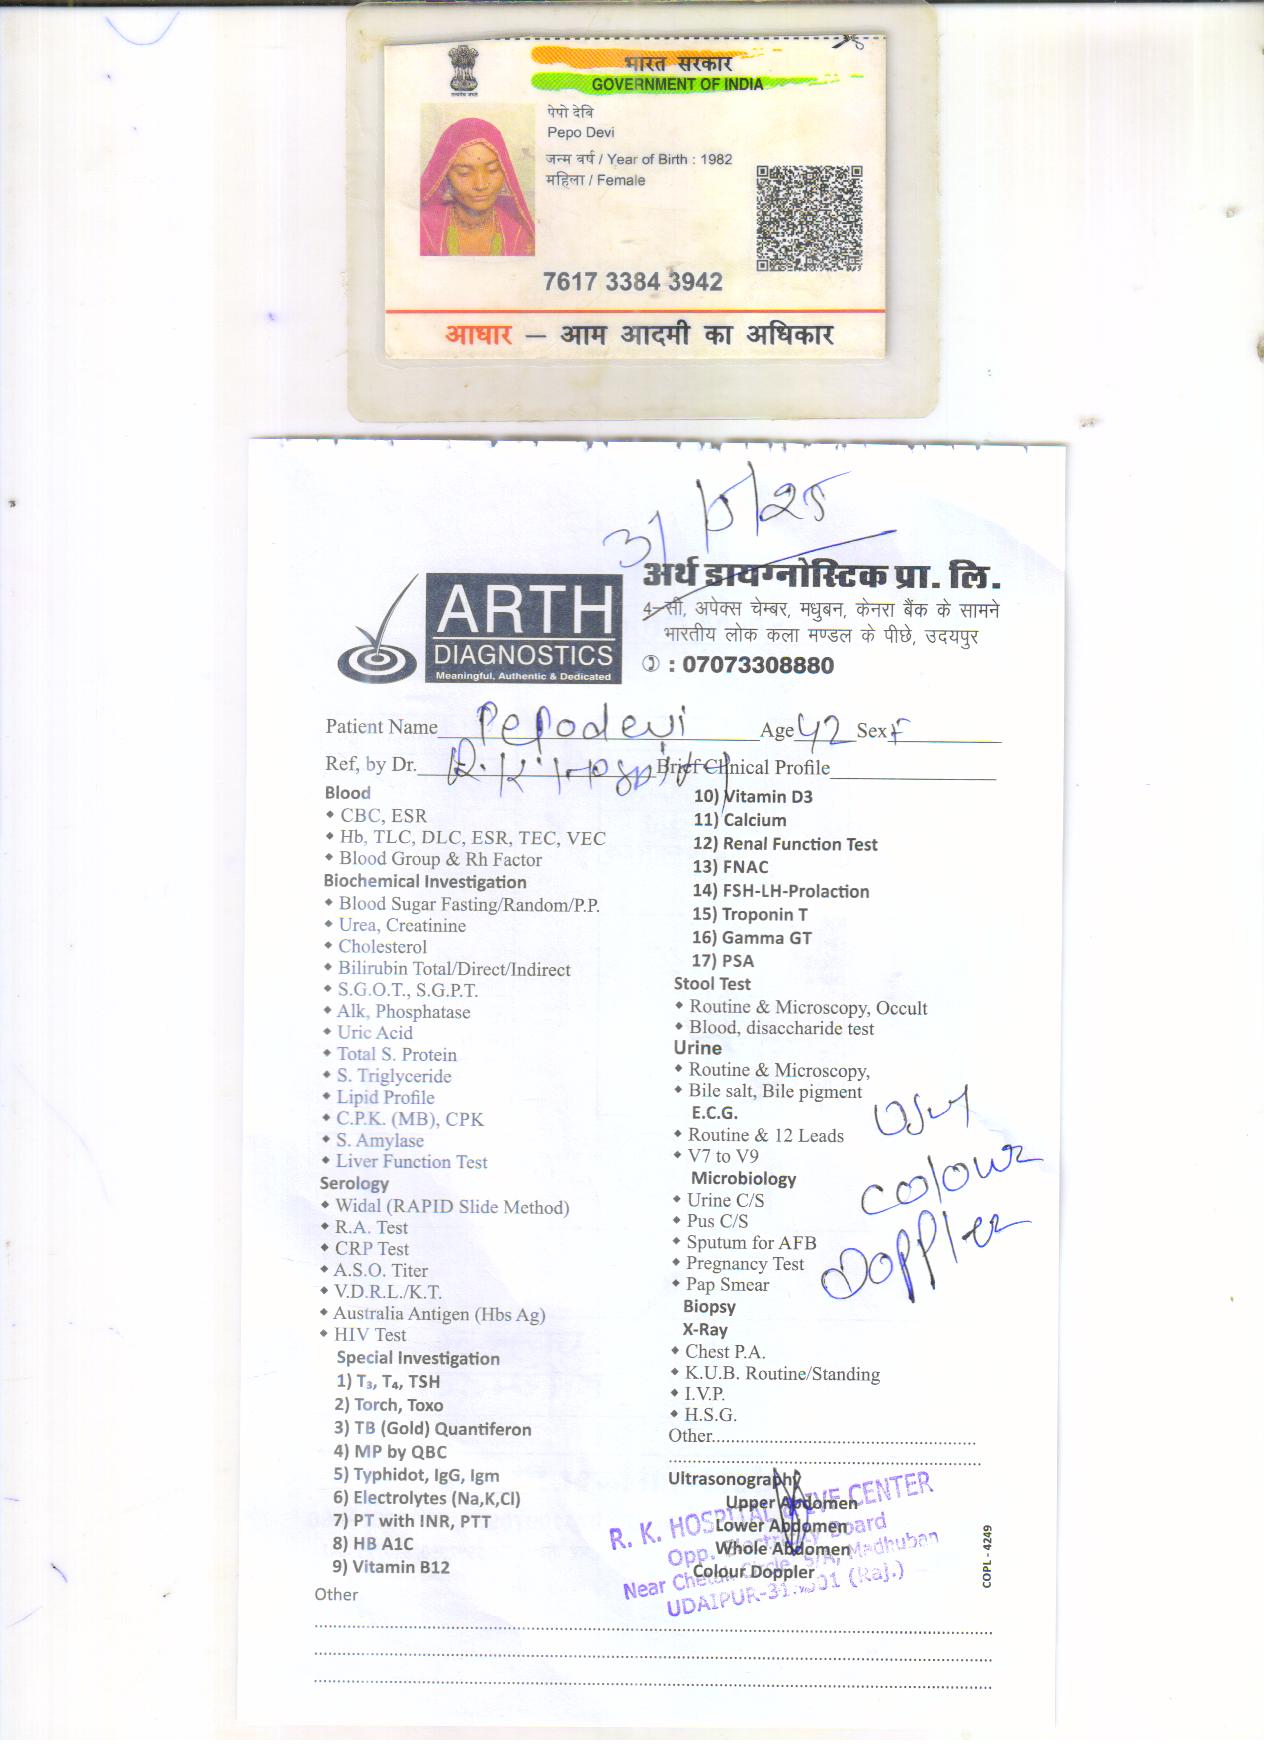 भारत सरकार
GOVERNMENT OF INDIA
पेपो देवि
Pepo Devi
जन्म वर्ष / Year of Birth : 1982
महिला / Female
7617 3384 3942
आधार – आम आदमी का अधिकार
31/5/25
अर्थ डायग्नोस्टिक प्रा. लि.
4-सी, अपेक्स चेम्बर, मधुबन, केनरा बैंक के सामने
भारतीय लोक कला मण्डल के पीछे, उदयपुर
: 07073308880
ARTH
DIAGNOSTICS
Meaningful, Authentic & Dedicated
Patient Name Pepodevi Age 42 Sex F
Ref, by Dr. R.K. Hospital Brief Clinical Profile
Blood
CBC, ESR
Hb, TLC, DLC, ESR, TEC, VEC
Blood Group & Rh Factor
Biochemical Investigation
Blood Sugar Fasting/Random/P.P.
Urea, Creatinine
Cholesterol
Bilirubin Total/Direct/Indirect
S.G.O.T., S.G.P.T.
Alk, Phosphatase
Uric Acid
Total S. Protein
S. Triglyceride
Lipid Profile
C.P.K. (MB), CPK
S. Amylase
Liver Function Test
Serology
Widal (RAPID Slide Method)
R.A. Test
CRP Test
A.S.O. Titer
V.D.R.L./K.T.
Australia Antigen (Hbs Ag)
HIV Test
Special Investigation
1) T₃, T₄, TSH
2) Torch, Toxo
3) TB (Gold) Quantiferon
4) MP by QBC
5) Typhidot, IgG, Igm
6) Electrolytes (Na,K,Cl)
7) PT with INR, PTT
8) HB A1C
9) Vitamin B12
Other
10) Vitamin D3
11) Calcium
12) Renal Function Test
13) FNAC
14) FSH-LH-Prolaction
15) Troponin T
16) Gamma GT
17) PSA
Stool Test
Routine & Microscopy, Occult
Blood, disaccharide test
Urine
Routine & Microscopy,
Bile salt, Bile pigment
E.C.G.
Routine & 12 Leads
V7 to V9
Microbiology
Urine C/S
Pus C/S
Sputum for AFB
Pregnancy Test
Pap Smear
Biopsy
X-Ray
Chest P.A.
K.U.B. Routine/Standing
I.V.P.
H.S.G.
Other
colour
Doppler
Ultrasonography
Upper Abdomen
Lower Abdomen
Whole Abdomen
Colour Doppler
R. K. HOSPITAL CENTER
Opp. Board
Near Madhuban
UDAIPUR (Raj.)
COPL - 4249